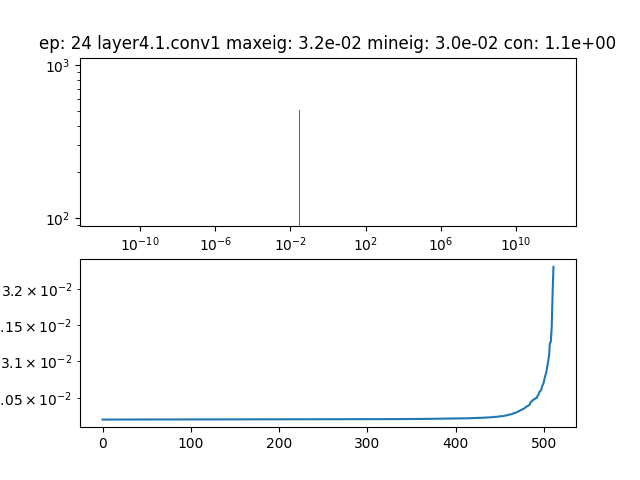 ep: 24 layer4.1.conv1 maxeig: 3.2e-02 mineig: 3.0e-02 con: 1.1e+00
10³
10²
10⁻¹⁰ 10⁻⁶ 10⁻² 10² 10⁶ 10¹⁰
3.2 × 10⁻²
.15 × 10⁻²
3.1 × 10⁻²
.05 × 10⁻²
0 100 200 300 400 500